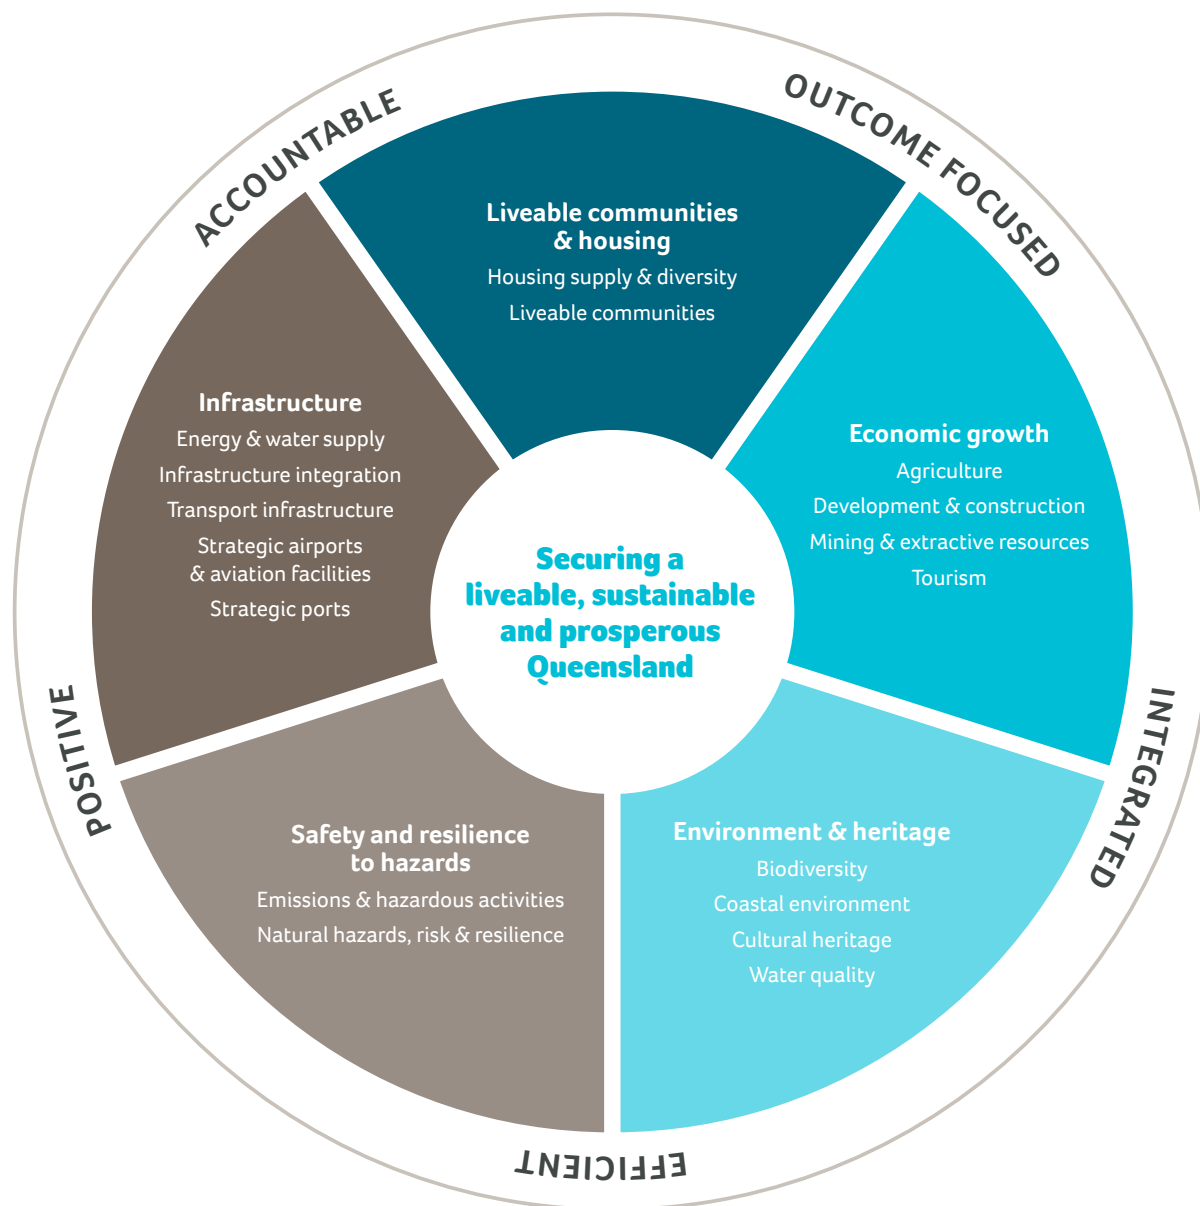 ACCOUNTABLE
OUTCOME FOCUSED
Liveable communities
& housing
Housing supply & diversity
Liveable communities
Economic growth
Agriculture
Development & construction
Mining & extractive resources
Tourism
Infrastructure
Energy & water supply
Infrastructure integration
Transport infrastructure
Strategic airports
& aviation facilities
Strategic ports
Securing a
liveable, sustainable
and prosperous
Queensland
POSITIVE
INTEGRATED
Safety and resilience
to hazards
Emissions & hazardous activities
Natural hazards, risk & resilience
Environment & heritage
Biodiversity
Coastal environment
Cultural heritage
Water quality
EFFICIENT